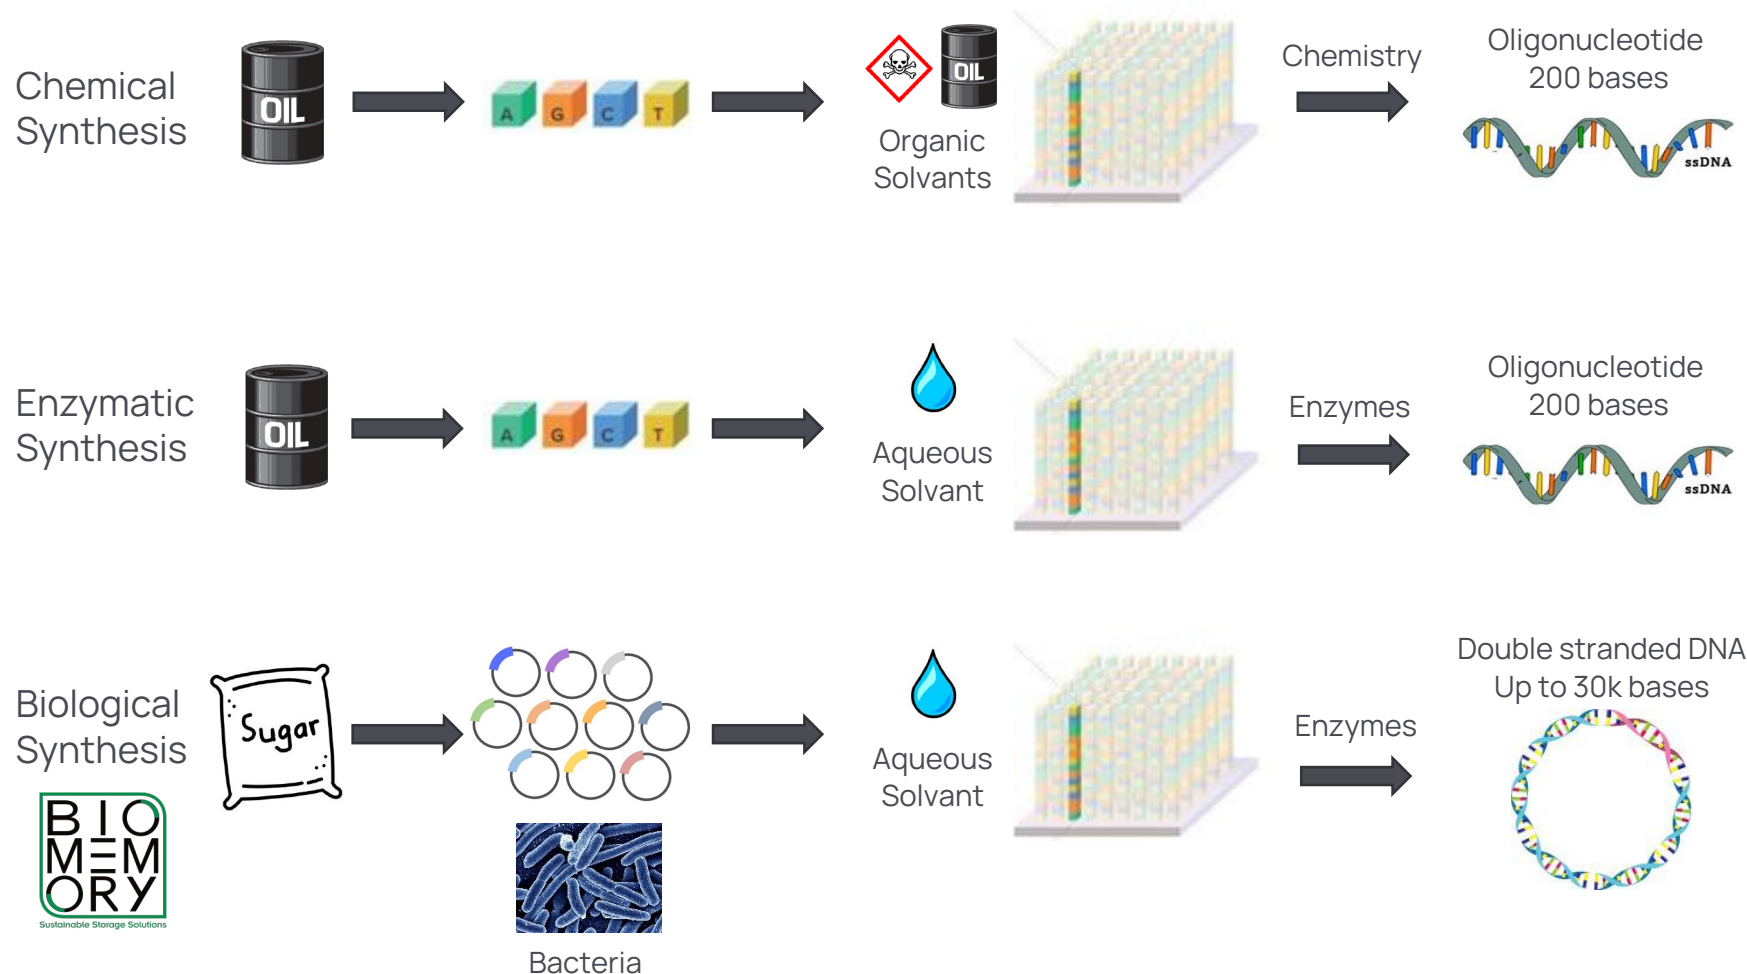 Chemical
Synthesis
OIL
A G C T
OIL
Organic
Solvants
Chemistry
Oligonucleotide
200 bases
ssDNA
Enzymatic
Synthesis
OIL
A G C T
Aqueous
Solvant
Enzymes
Oligonucleotide
200 bases
ssDNA
Biological
Synthesis
BIO
MEM
ORY
Sustainable Storage Solutions
Sugar
Bacteria
Aqueous
Solvant
Enzymes
Double stranded DNA
Up to 30k bases